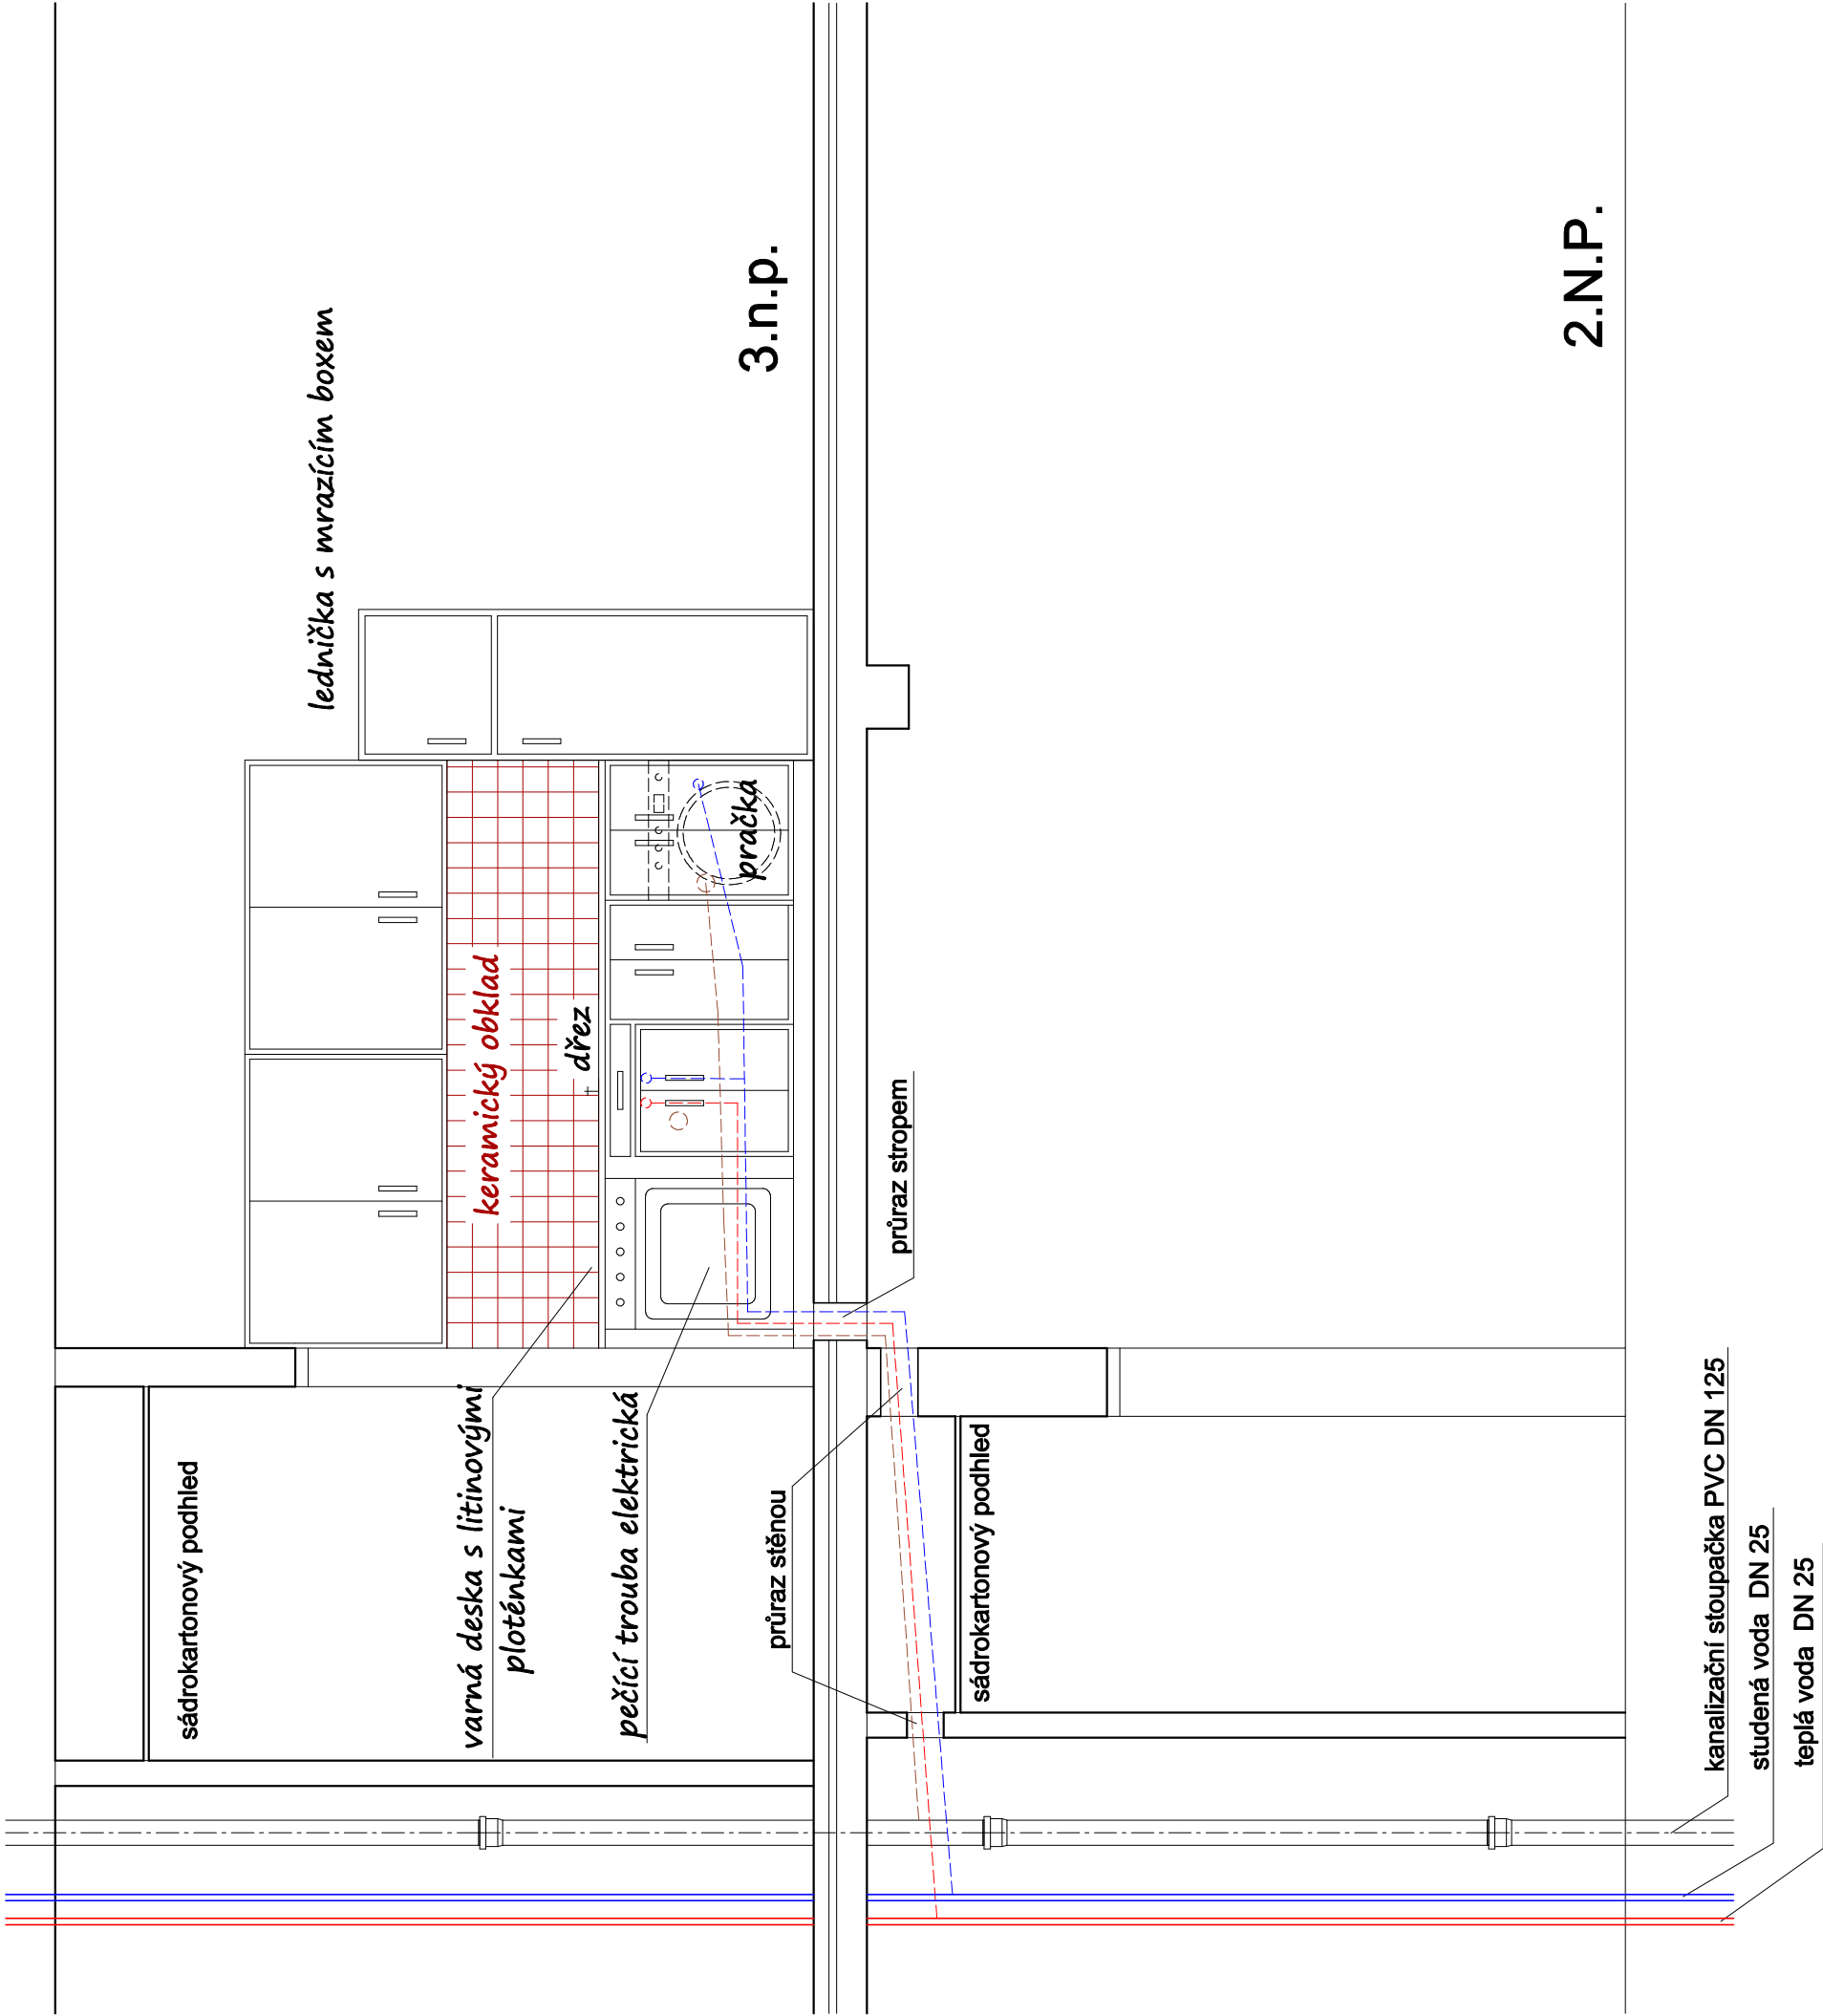 lednička s mrazícím boxem
keramický obklad
dřez
pračka
3.n.p.
sádrokartonový podhled
varná deska s litinovými
ploténkami
pečící trouba elektrická
průraz stropem
průraz stěnou
sádrokartonový podhled
2.N.P.
kanalizační stoupačka PVC DN 125
studená voda DN 25
teplá voda DN 25